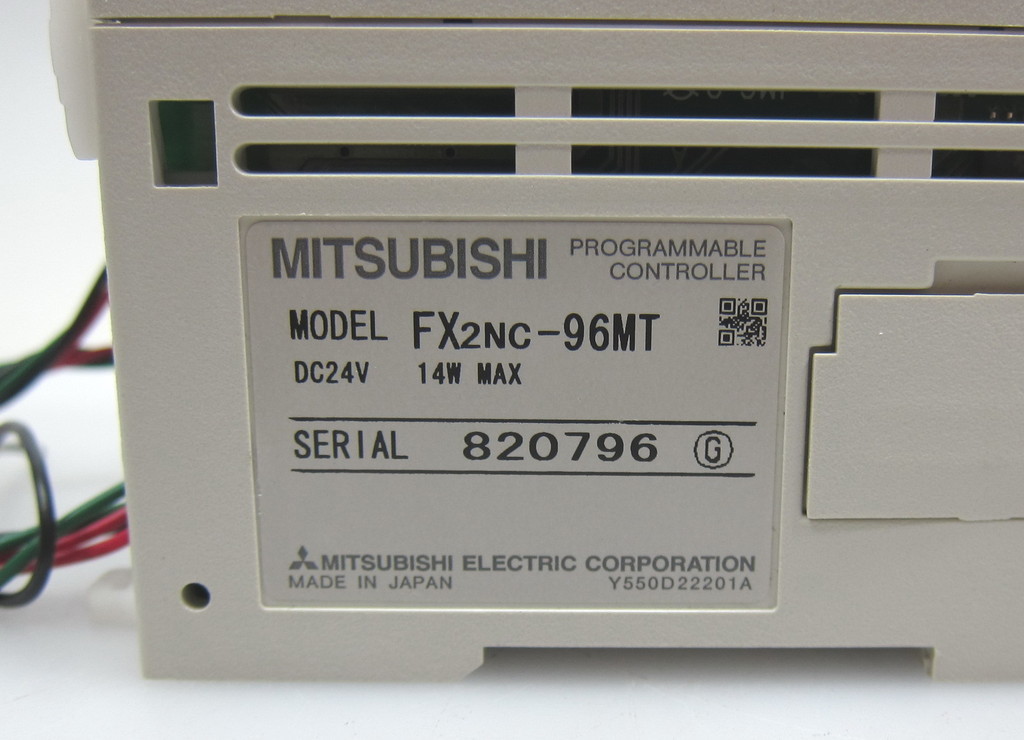 MITSUBISHI PROGRAMMABLE CONTROLLER
MODEL FX2NC-96MT
DC24V 14W MAX
SERIAL 820796 G
MITSUBISHI ELECTRIC CORPORATION
MADE IN JAPAN Y550D22201A